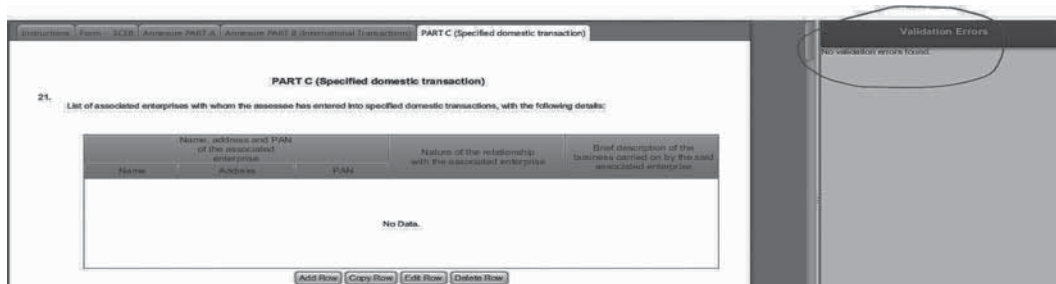 Instructions Form - 3CEB Annexure PART A Annexure PART B (International Transactions) PART C (Specified domestic transaction)
Validation Errors
No validation errors found.
PART C (Specified domestic transaction)
21. List of associated enterprises with whom the assessee has entered into specified domestic transactions, with the following details:
Name, address and PAN
of the associated
enterprise
Nature of the relationship
with the associated enterprise
Brief description of the
business carried on by the said
associated enterprise
Name Address PAN
No Data.
Add Row Copy Row Edit Row Delete Row